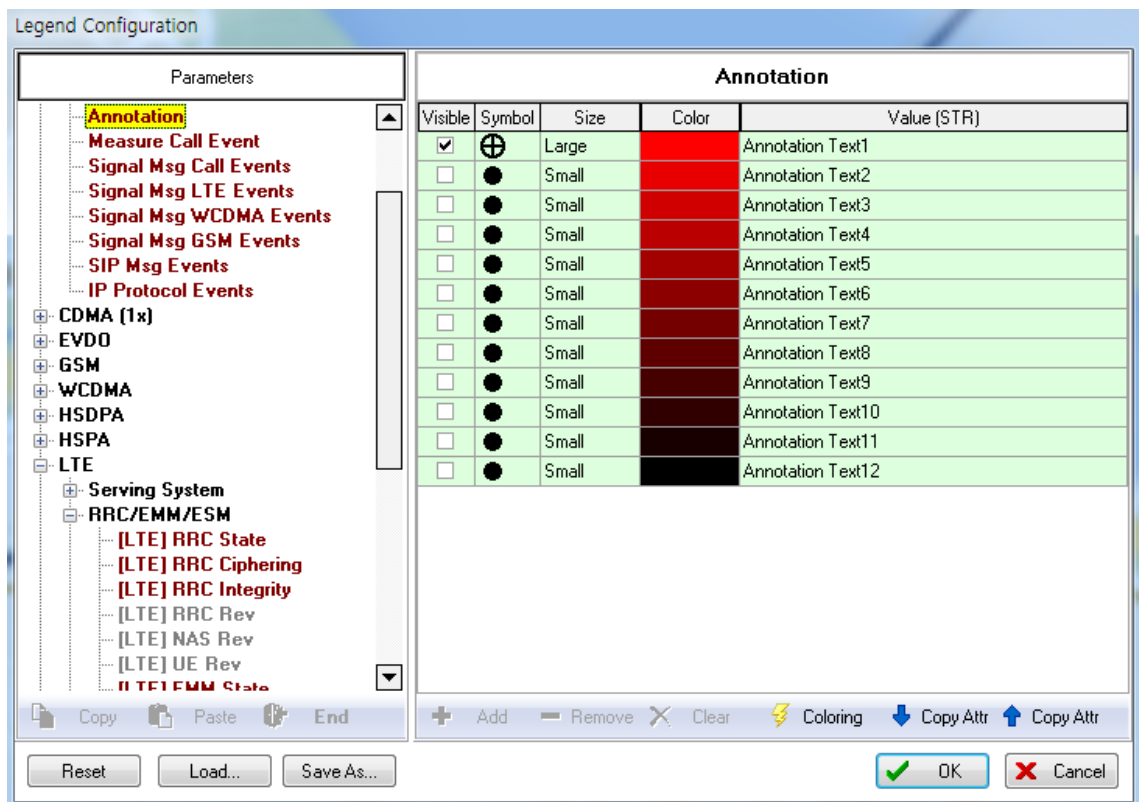 Legend Configuration
Parameters
Annotation
Measure Call Event
Signal Msg Call Events
Signal Msg LTE Events
Signal Msg WCDMA Events
Signal Msg GSM Events
SIP Msg Events
IP Protocol Events
CDMA (1x)
EVDO
GSM
WCDMA
HSDPA
HSPA
LTE
Serving System
RRC/EMM/ESM
[LTE] RRC State
[LTE] RRC Ciphering
[LTE] RRC Integrity
[LTE] RRC Rev
[LTE] NAS Rev
[LTE] UE Rev
[LTE] EMM State
Copy Paste End
Annotation
Visible Symbol Size Color Value (STR)
Large Annotation Text1
Small Annotation Text2
Small Annotation Text3
Small Annotation Text4
Small Annotation Text5
Small Annotation Text6
Small Annotation Text7
Small Annotation Text8
Small Annotation Text9
Small Annotation Text10
Small Annotation Text11
Small Annotation Text12
Add Remove Clear Coloring Copy Attr Copy Attr
Reset Load... Save As... OK Cancel